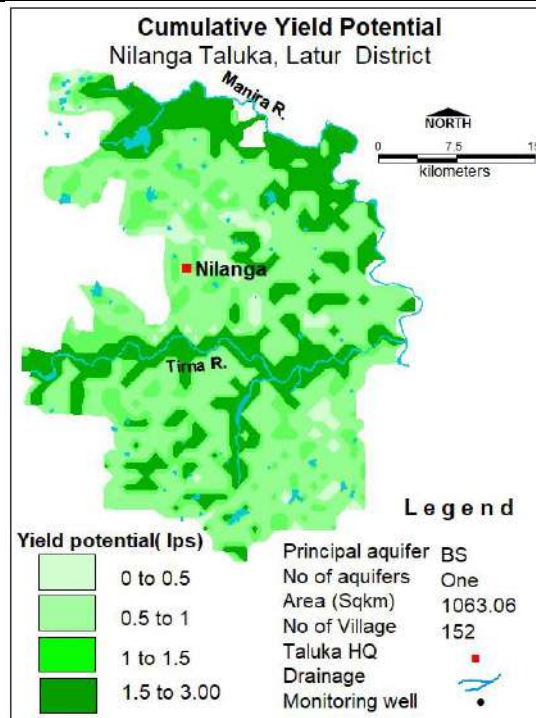 Cumulative Yield Potential
Nilanga Taluka, Latur District
Manjra R.
NORTH
0 7.5 15
kilometers
Nilanga
Tirna R.
Legend
Yield potential( lps)
0 to 0.5
0.5 to 1
1 to 1.5
1.5 to 3.00
Principal aquifer BS
No of aquifers One
Area (Sqkm) 1063.06
No of Village 152
Taluka HQ
Drainage
Monitoring well